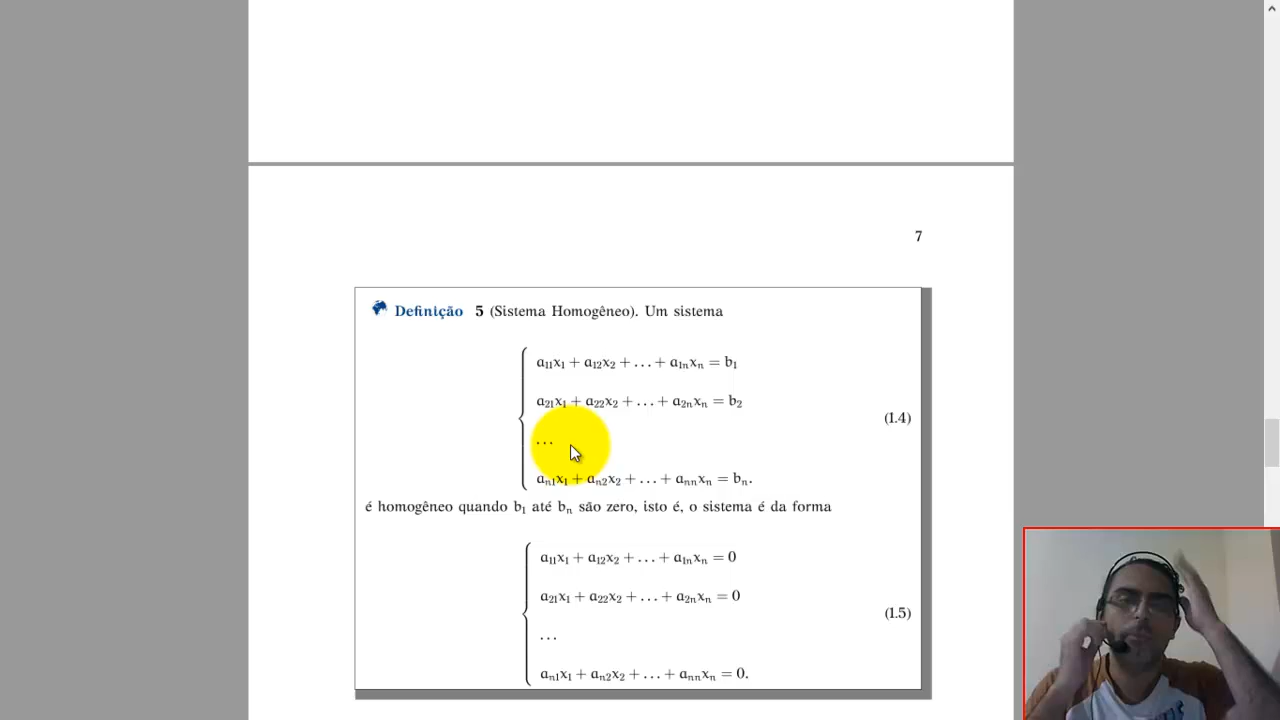 7
Definição 5 (Sistema Homogêneo). Um sistema
a₁₁x₁ + a₁₂x₂ + . . . + a₁ₙxₙ = b₁
a₂₁x₁ + a₂₂x₂ + . . . + a₂ₙxₙ = b₂
(1.4)
. . .
aₙ₁x₁ + aₙ₂x₂ + . . . + aₙₙxₙ = bₙ.
é homogêneo quando b₁ até bₙ são zero, isto é, o sistema é da forma
a₁₁x₁ + a₁₂x₂ + . . . + a₁ₙxₙ = 0
a₂₁x₁ + a₂₂x₂ + . . . + a₂ₙxₙ = 0
(1.5)
. . .
aₙ₁x₁ + aₙ₂x₂ + . . . + aₙₙxₙ = 0.